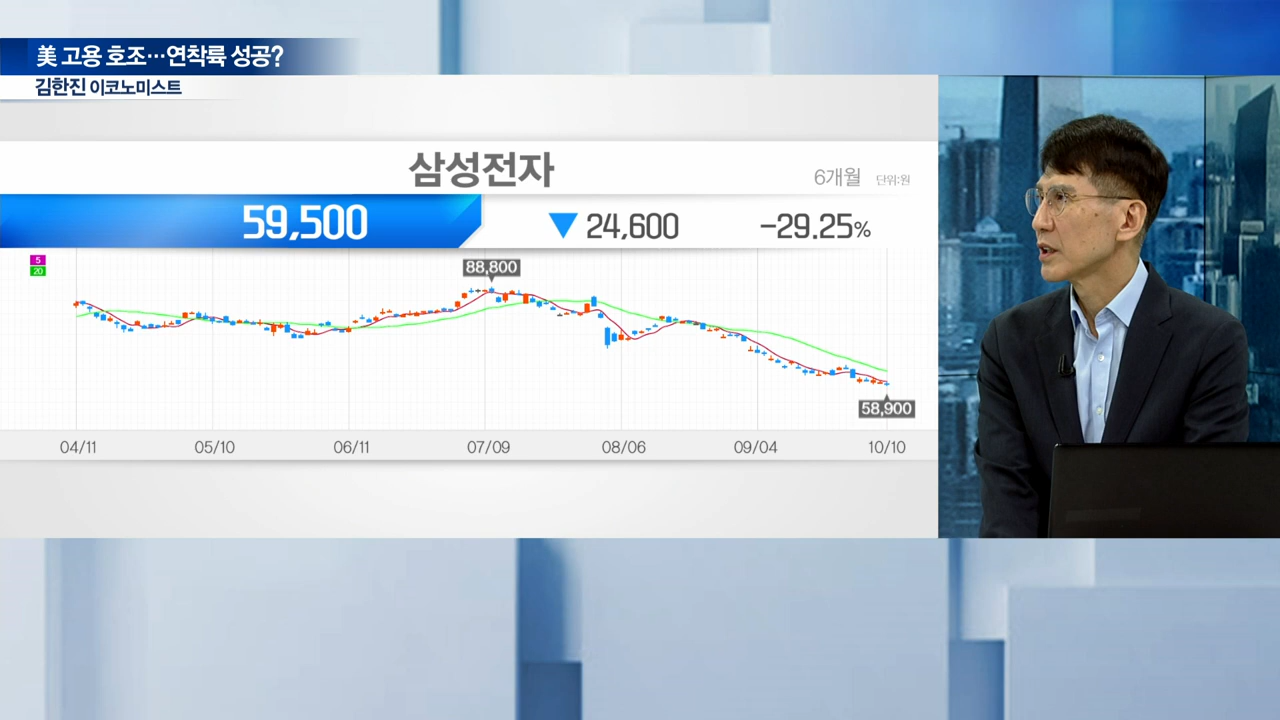 美 고용 호조…연착륙 성공?
김한진 이코노미스트
삼성전자
6개월 단위:원
59,500 ▼ 24,600 -29.25%
5
20
88,800
58,900
04/11 05/10 06/11 07/09 08/06 09/04 10/10